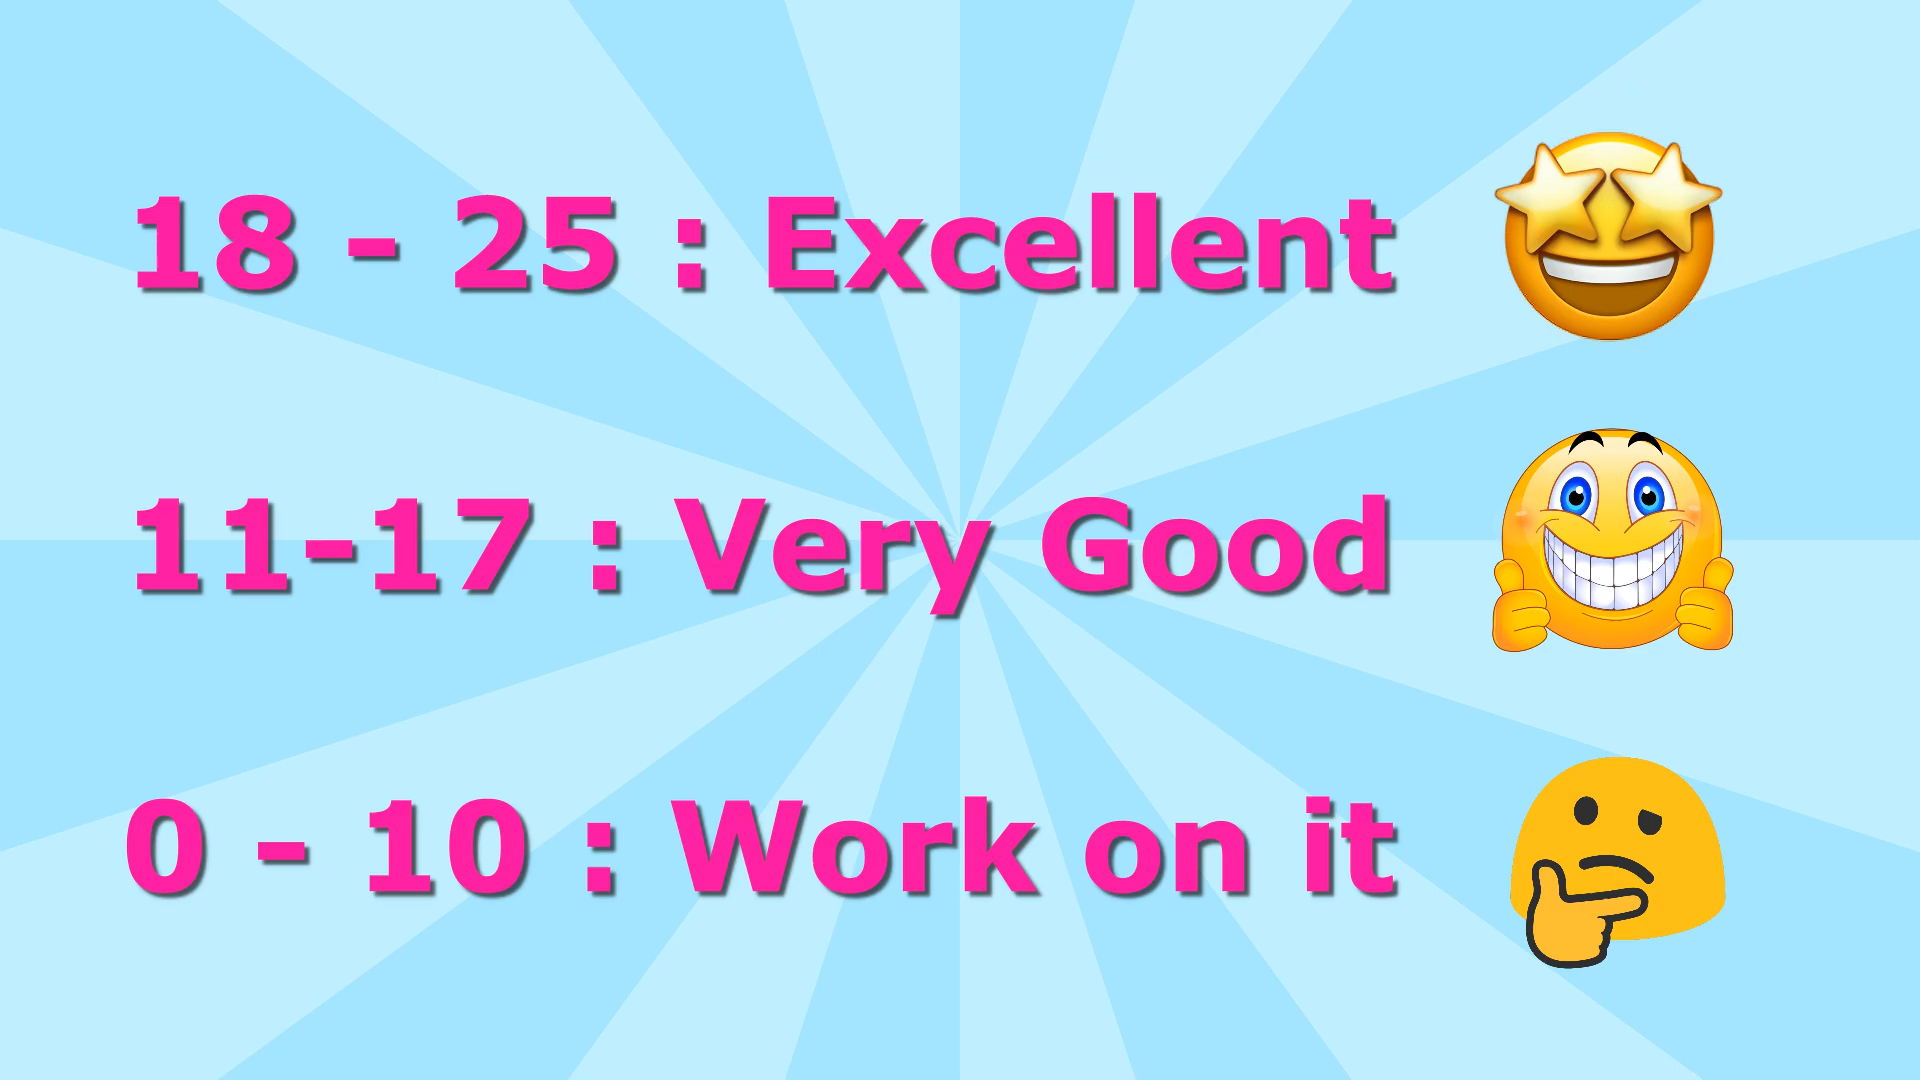 18 - 25 : Excellent
11-17 : Very Good
0 - 10 : Work on it